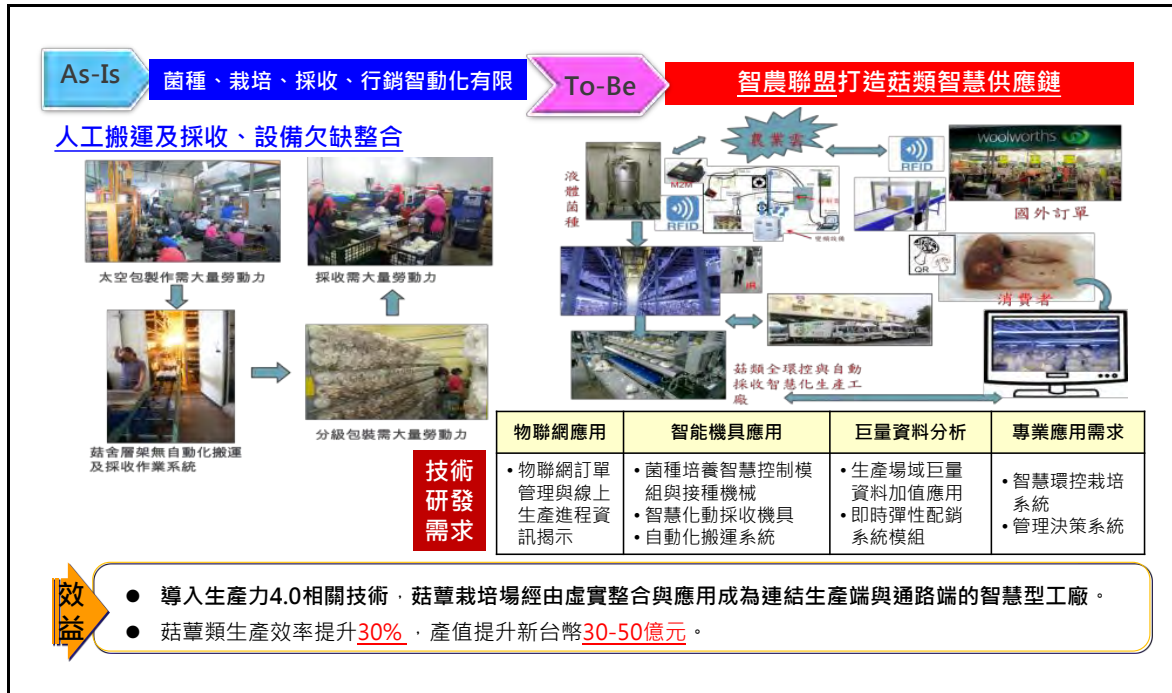 As-Is
菌種、栽培、採收、行銷智動化有限
To-Be
智農聯盟打造菇類智慧供應鏈
人工搬運及採收、設備欠缺整合
太空包製作需大量勞動力
採收需大量勞動力
菇舍層架無自動化搬運
及採收作業系統
分級包裝需大量勞動力
農業雲
液體菌種
M2M
RFID
RFID
woolworths
國外訂單
IR
QR
消費者
菇類全環控與自動
採收智慧化生產工
廠
技術
研發
需求
物聯網應用
智能機具應用
巨量資料分析
專業應用需求
•物聯網訂單
管理與線上
生產進程資
訊揭示
•菌種培養智慧控制模
組與接種機械
•智慧化動採收機具
•自動化搬運系統
•生產場域巨量
資料加值應用
•即時彈性配銷
系統模組
•智慧環控栽培
系統
•管理決策系統
效
益
● 導入生產力4.0相關技術，菇蕈栽培場經由虛實整合與應用成為連結生產端與通路端的智慧型工廠。
● 菇蕈類生產效率提升30%，產值提升新台幣30-50億元。